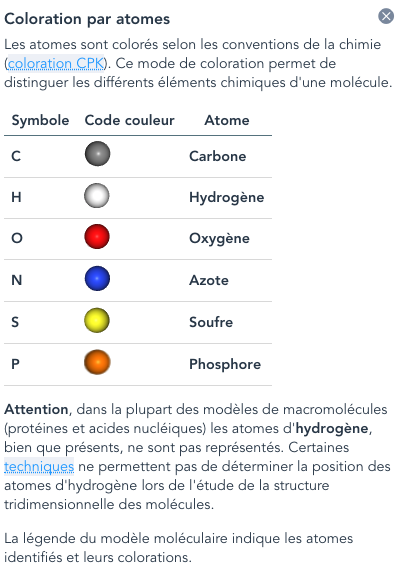 Coloration par atomes
Les atomes sont colorés selon les conventions de la chimie
(coloration CPK). Ce mode de coloration permet de
distinguer les différents éléments chimiques d'une molécule.
Symbole Code couleur Atome
C Carbone
H Hydrogène
O Oxygène
N Azote
S Soufre
P Phosphore
Attention, dans la plupart des modèles de macromolécules
(protéines et acides nucléiques) les atomes d'hydrogène,
bien que présents, ne sont pas représentés. Certaines
techniques ne permettent pas de déterminer la position des
atomes d'hydrogène lors de l'étude de la structure
tridimensionnelle des molécules.
La légende du modèle moléculaire indique les atomes
identifiés et leurs colorations.